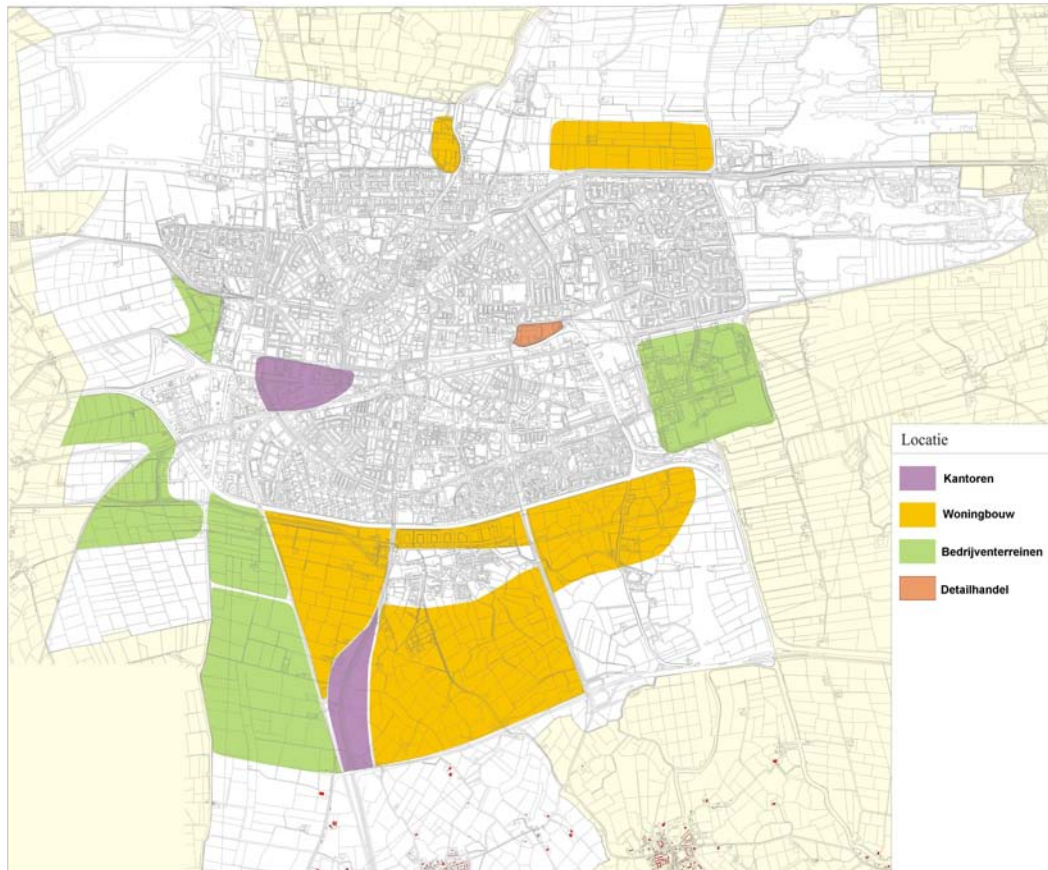 Locatie
Kantoren
Woningbouw
Bedrijventerreinen
Detailhandel